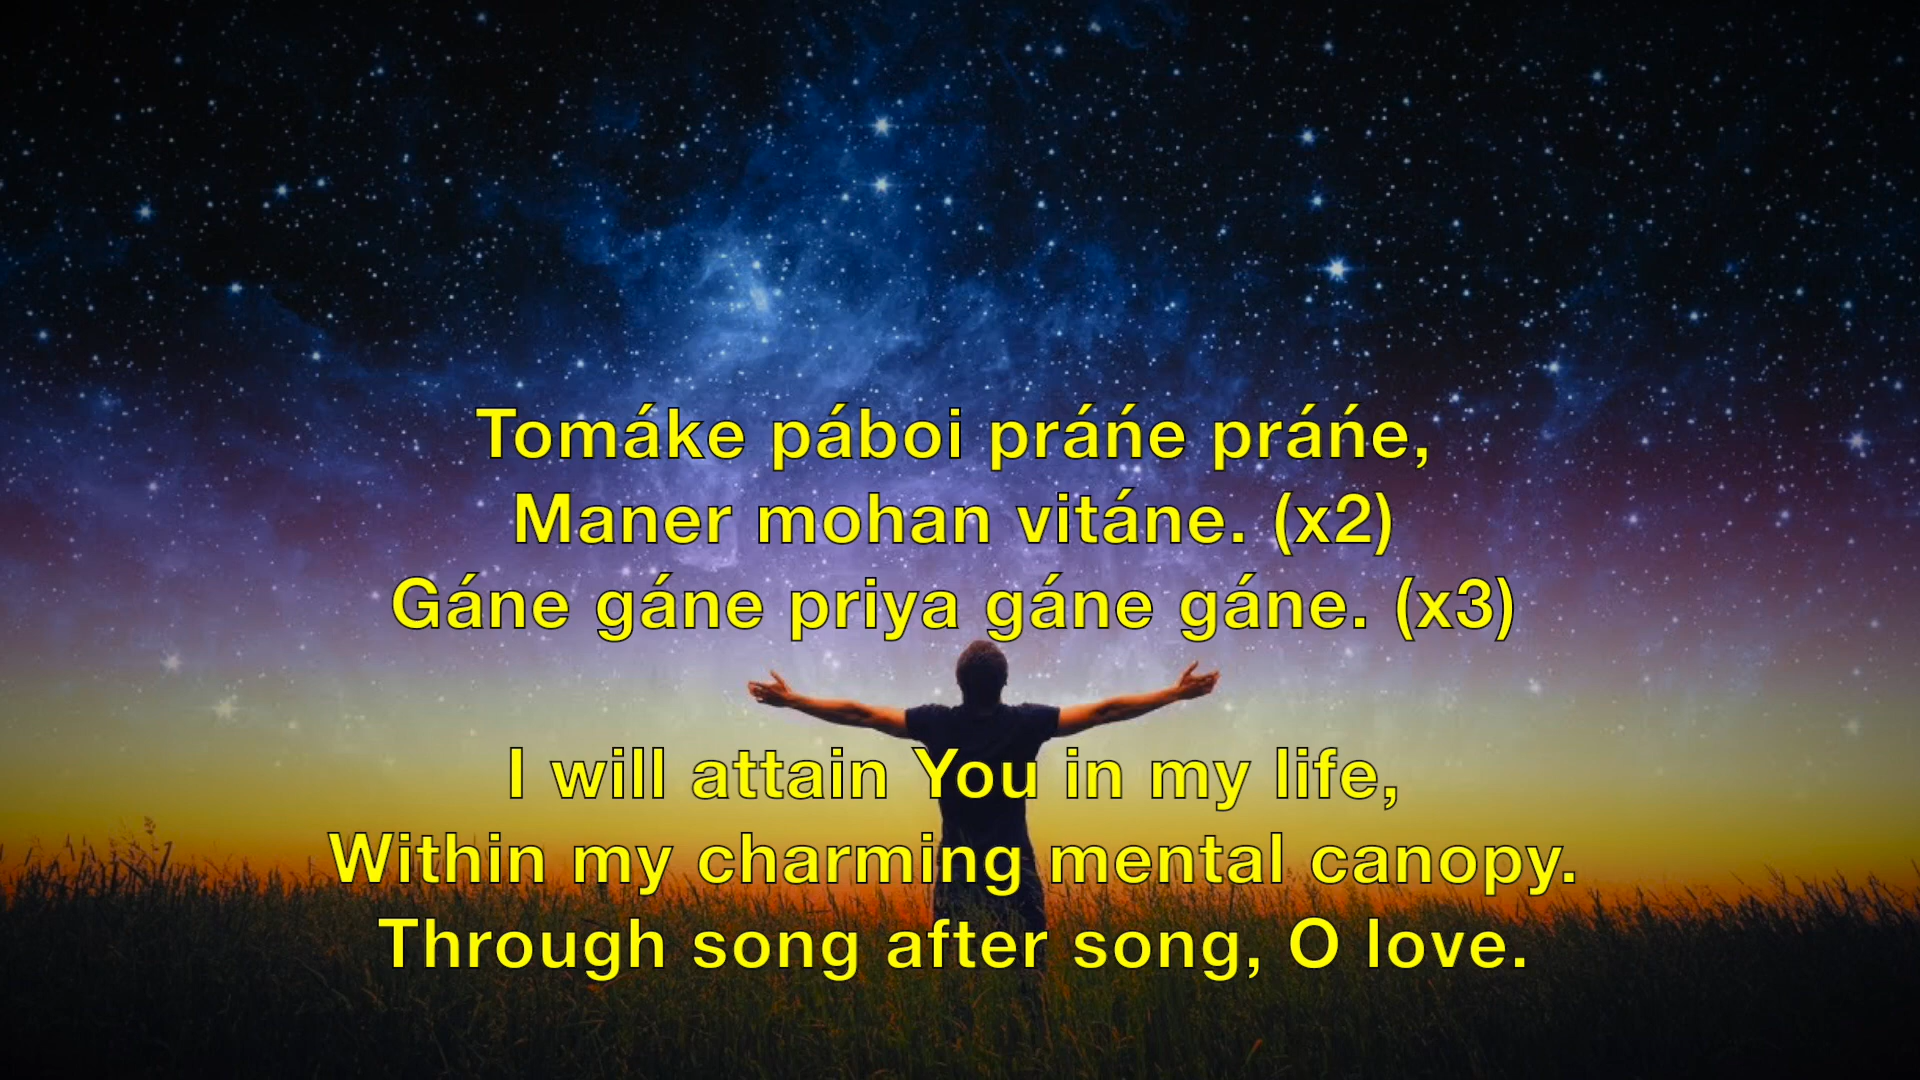 Tomáke páboi práńe práńe,
Maner mohan vitáne. (x2)
Gáne gáne priya gáne gáne. (x3)
I will attain You in my life,
Within my charming mental canopy.
Through song after song, O love.